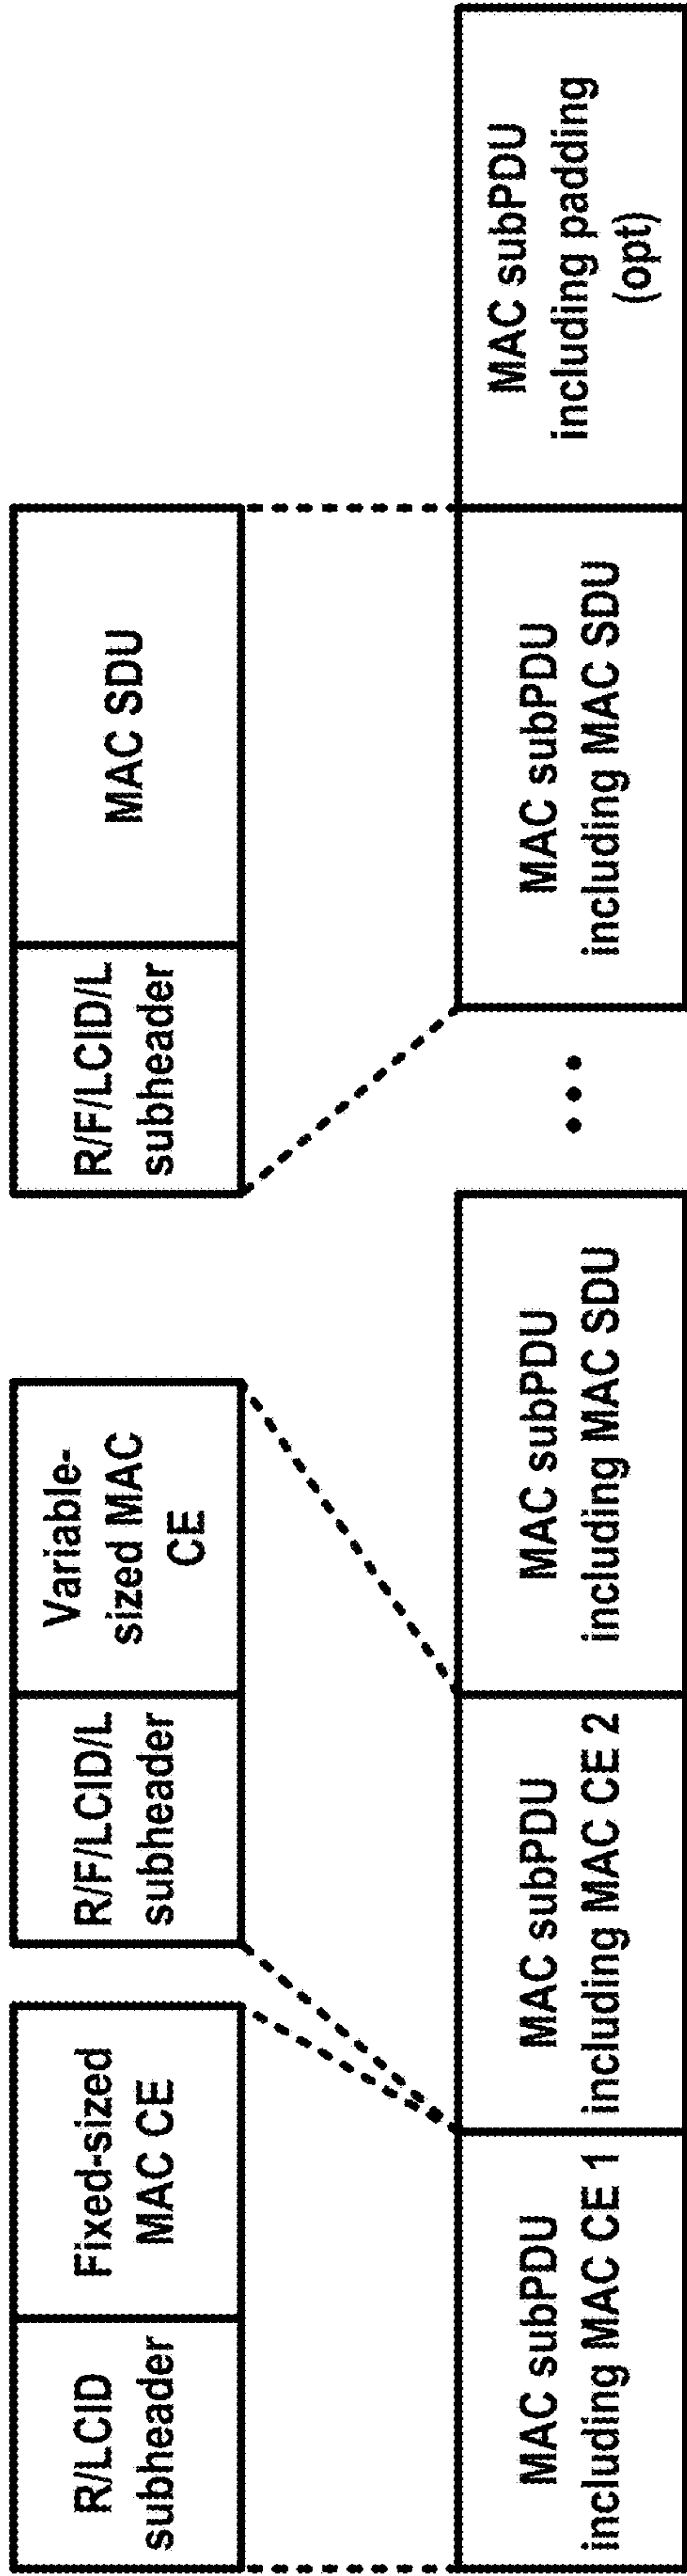 R/LCID
subheader
Fixed-sized
MAC CE
R/F/LCID/L
subheader
Variable-
sized MAC
CE
R/F/LCID/L
subheader
MAC SDU
MAC subPDU
including MAC CE 1
MAC subPDU
including MAC CE 2
MAC subPDU
including MAC SDU
...
MAC subPDU
including MAC SDU
MAC subPDU
including padding
(opt)